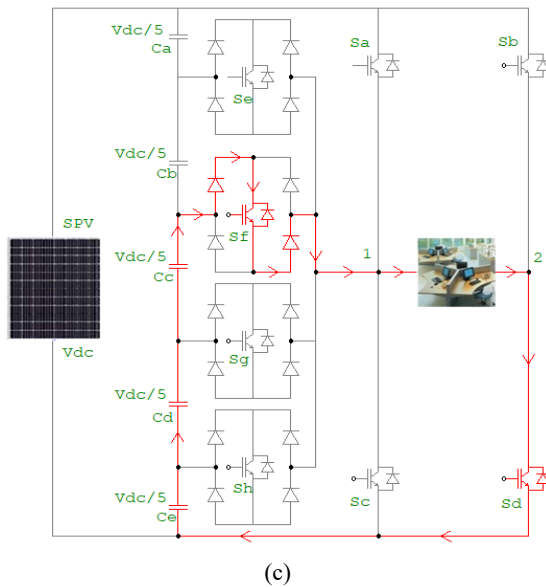 Vdc/5
Ca
Se
Sa
Sb
Vdc/5
Cb
SPV
Sf
1
2
Vdc/5
Cc
Vdc
Sg
Vdc/5
Cd
Sh
Sc
Sd
Vdc/5
Ce
(c)